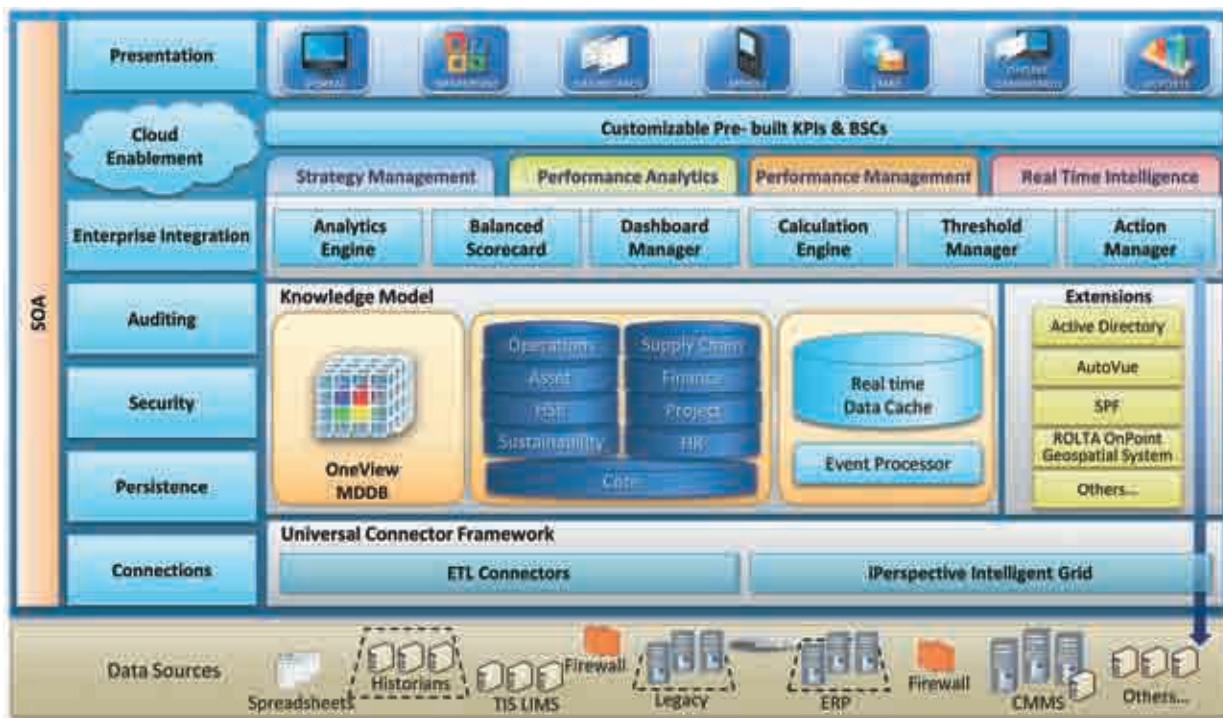 SOA
Presentation
PORTAL
Cloud
Enablement
Customizable Pre- built KPIs & BSCs
Strategy Management
Performance Analytics
Performance Management
Real Time Intelligence
Enterprise Integration
Analytics
Engine
Balanced
Scorecard
Dashboard
Manager
Calculation
Engine
Threshold
Manager
Action
Manager
Auditing
Security
Persistence
Knowledge Model
OneView
MDDB
Operations
Asset
HSE
Sustainability
Supply Chain
Finance
Project
HR
Core
Real time
Data Cache
Event Processor
Extensions
Active Directory
AutoVue
SPF
ROLTA OnPoint
Geospatial System
Others...
Connections
Universal Connector Framework
ETL Connectors
iPerspective Intelligent Grid
Data Sources
Spreadsheets
Historians
TIS LIMS
Firewall
Legacy
ERP
Firewall
CMMS
Others...